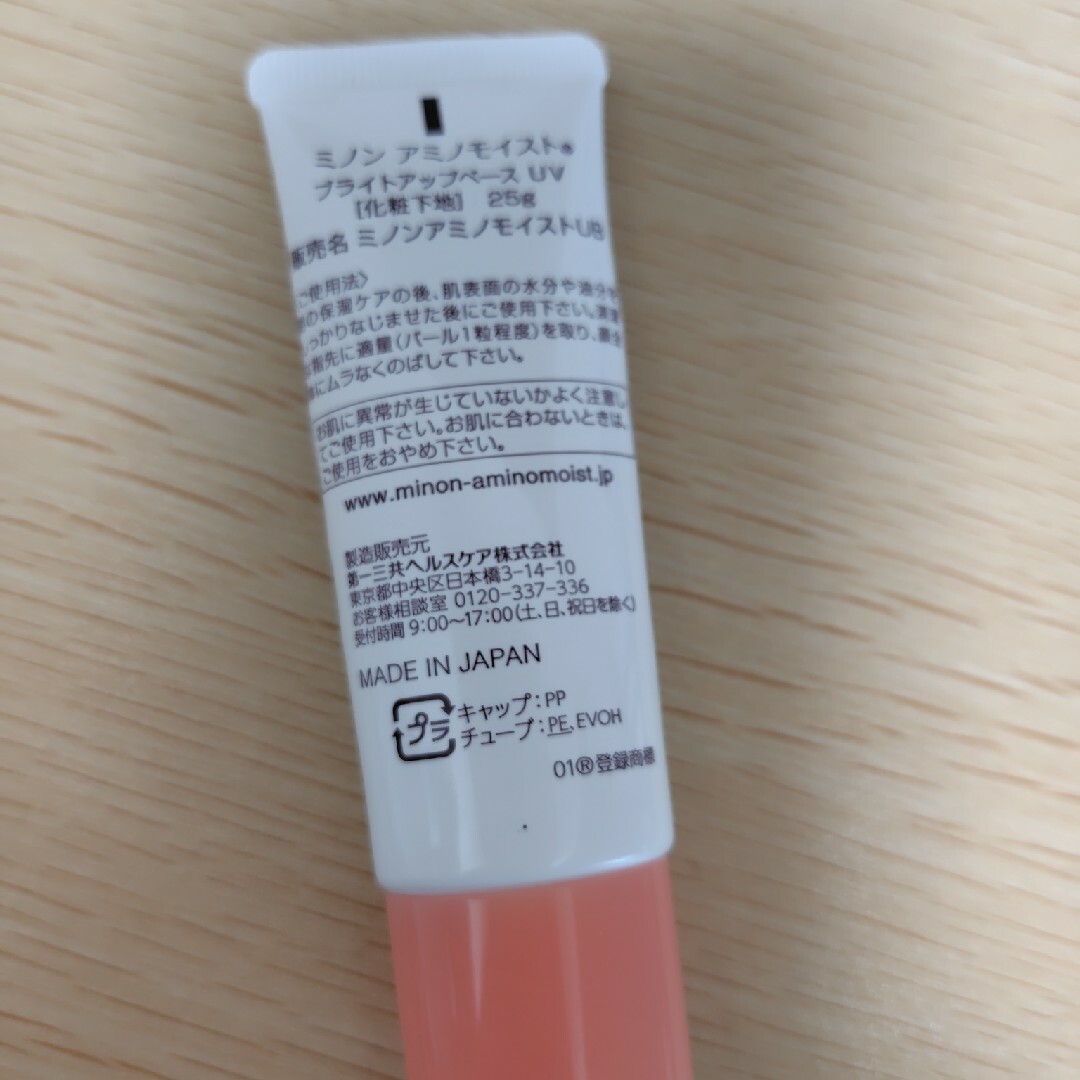 ミノン アミノモイスト®
ブライトアップベース UV
[化粧下地] 25g
販売名 ミノンアミノモイストUB
ご使用法〉
の保湿ケアの後、肌表面の水分や油分を
しっかりなじませた後にご使用下さい。清潔
な指先に適量(パール1粒程度)を取り、顔全
体にムラなくのばして下さい。
お肌に異常が生じていないかよく注意し
てご使用下さい。お肌に合わないときは、
ご使用をおやめ下さい。
www.minon-aminomoist.jp
製造販売元
第一三共ヘルスケア株式会社
東京都中央区日本橋3-14-10
お客様相談室 0120-337-336
受付時間 9:00〜17:00(土、日、祝日を除く)
MADE IN JAPAN
プラ
キャップ:PP
チューブ:PE、EVOH
01®登録商標